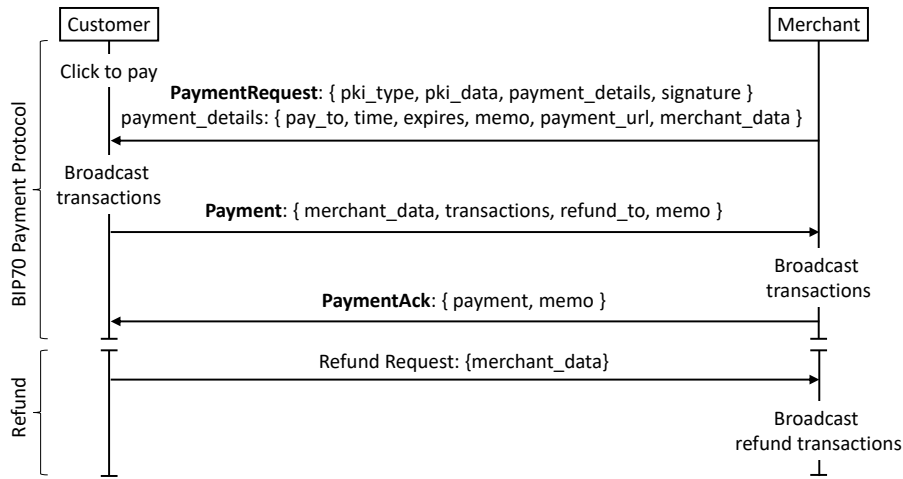 Customer
Merchant
BIP70 Payment Protocol
Click to pay
PaymentRequest: { pki_type, pki_data, payment_details, signature }
payment_details: { pay_to, time, expires, memo, payment_url, merchant_data }
Broadcast
transactions
Payment: { merchant_data, transactions, refund_to, memo }
Broadcast
transactions
PaymentAck: { payment, memo }
Refund
Refund Request: {merchant_data}
Broadcast
refund transactions